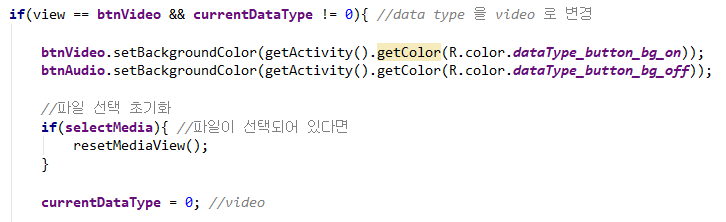 if(view == btnVideo && currentDataType != 0){ //data type 을 video 로 변경
btnVideo.setBackgroundColor(getActivity().getColor(R.color.dataType_button_bg_on));
btnAudio.setBackgroundColor(getActivity().getColor(R.color.dataType_button_bg_off));
//파일 선택 초기화
if(selectMedia){ //파일이 선택되어 있다면
resetMediaView();
}
currentDataType = 0; //video